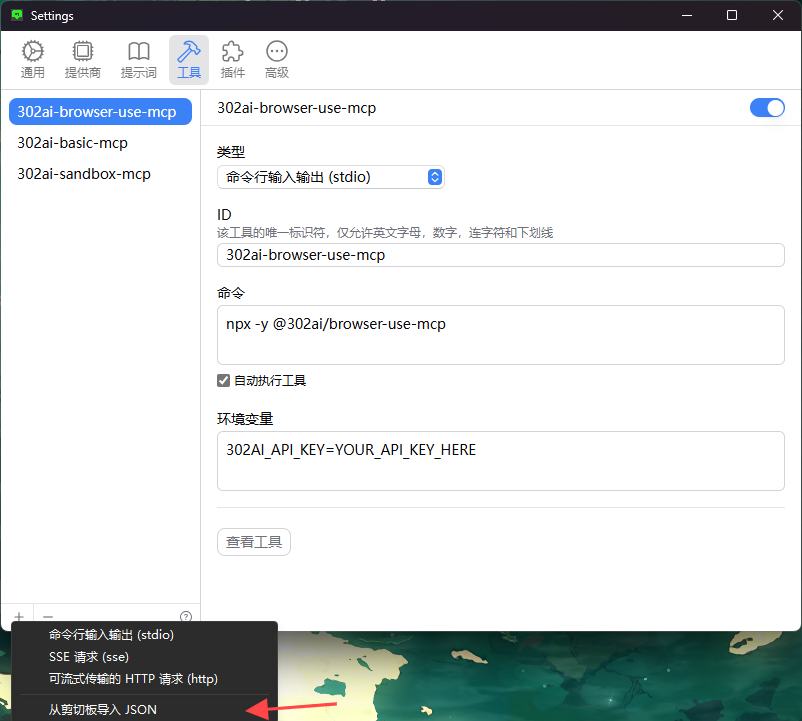 Settings
通用
提供商
提示词
工具
插件
高级
302ai-browser-use-mcp
302ai-basic-mcp
302ai-sandbox-mcp
302ai-browser-use-mcp
类型
命令行输入输出 (stdio)
ID
该工具的唯一标识符，仅允许英文字母，数字，连字符和下划线
302ai-browser-use-mcp
命令
npx -y @302ai/browser-use-mcp
自动执行工具
环境变量
302AI_API_KEY=YOUR_API_KEY_HERE
查看工具
命令行输入输出 (stdio)
SSE 请求 (sse)
可流式传输的 HTTP 请求 (http)
从剪切板导入 JSON